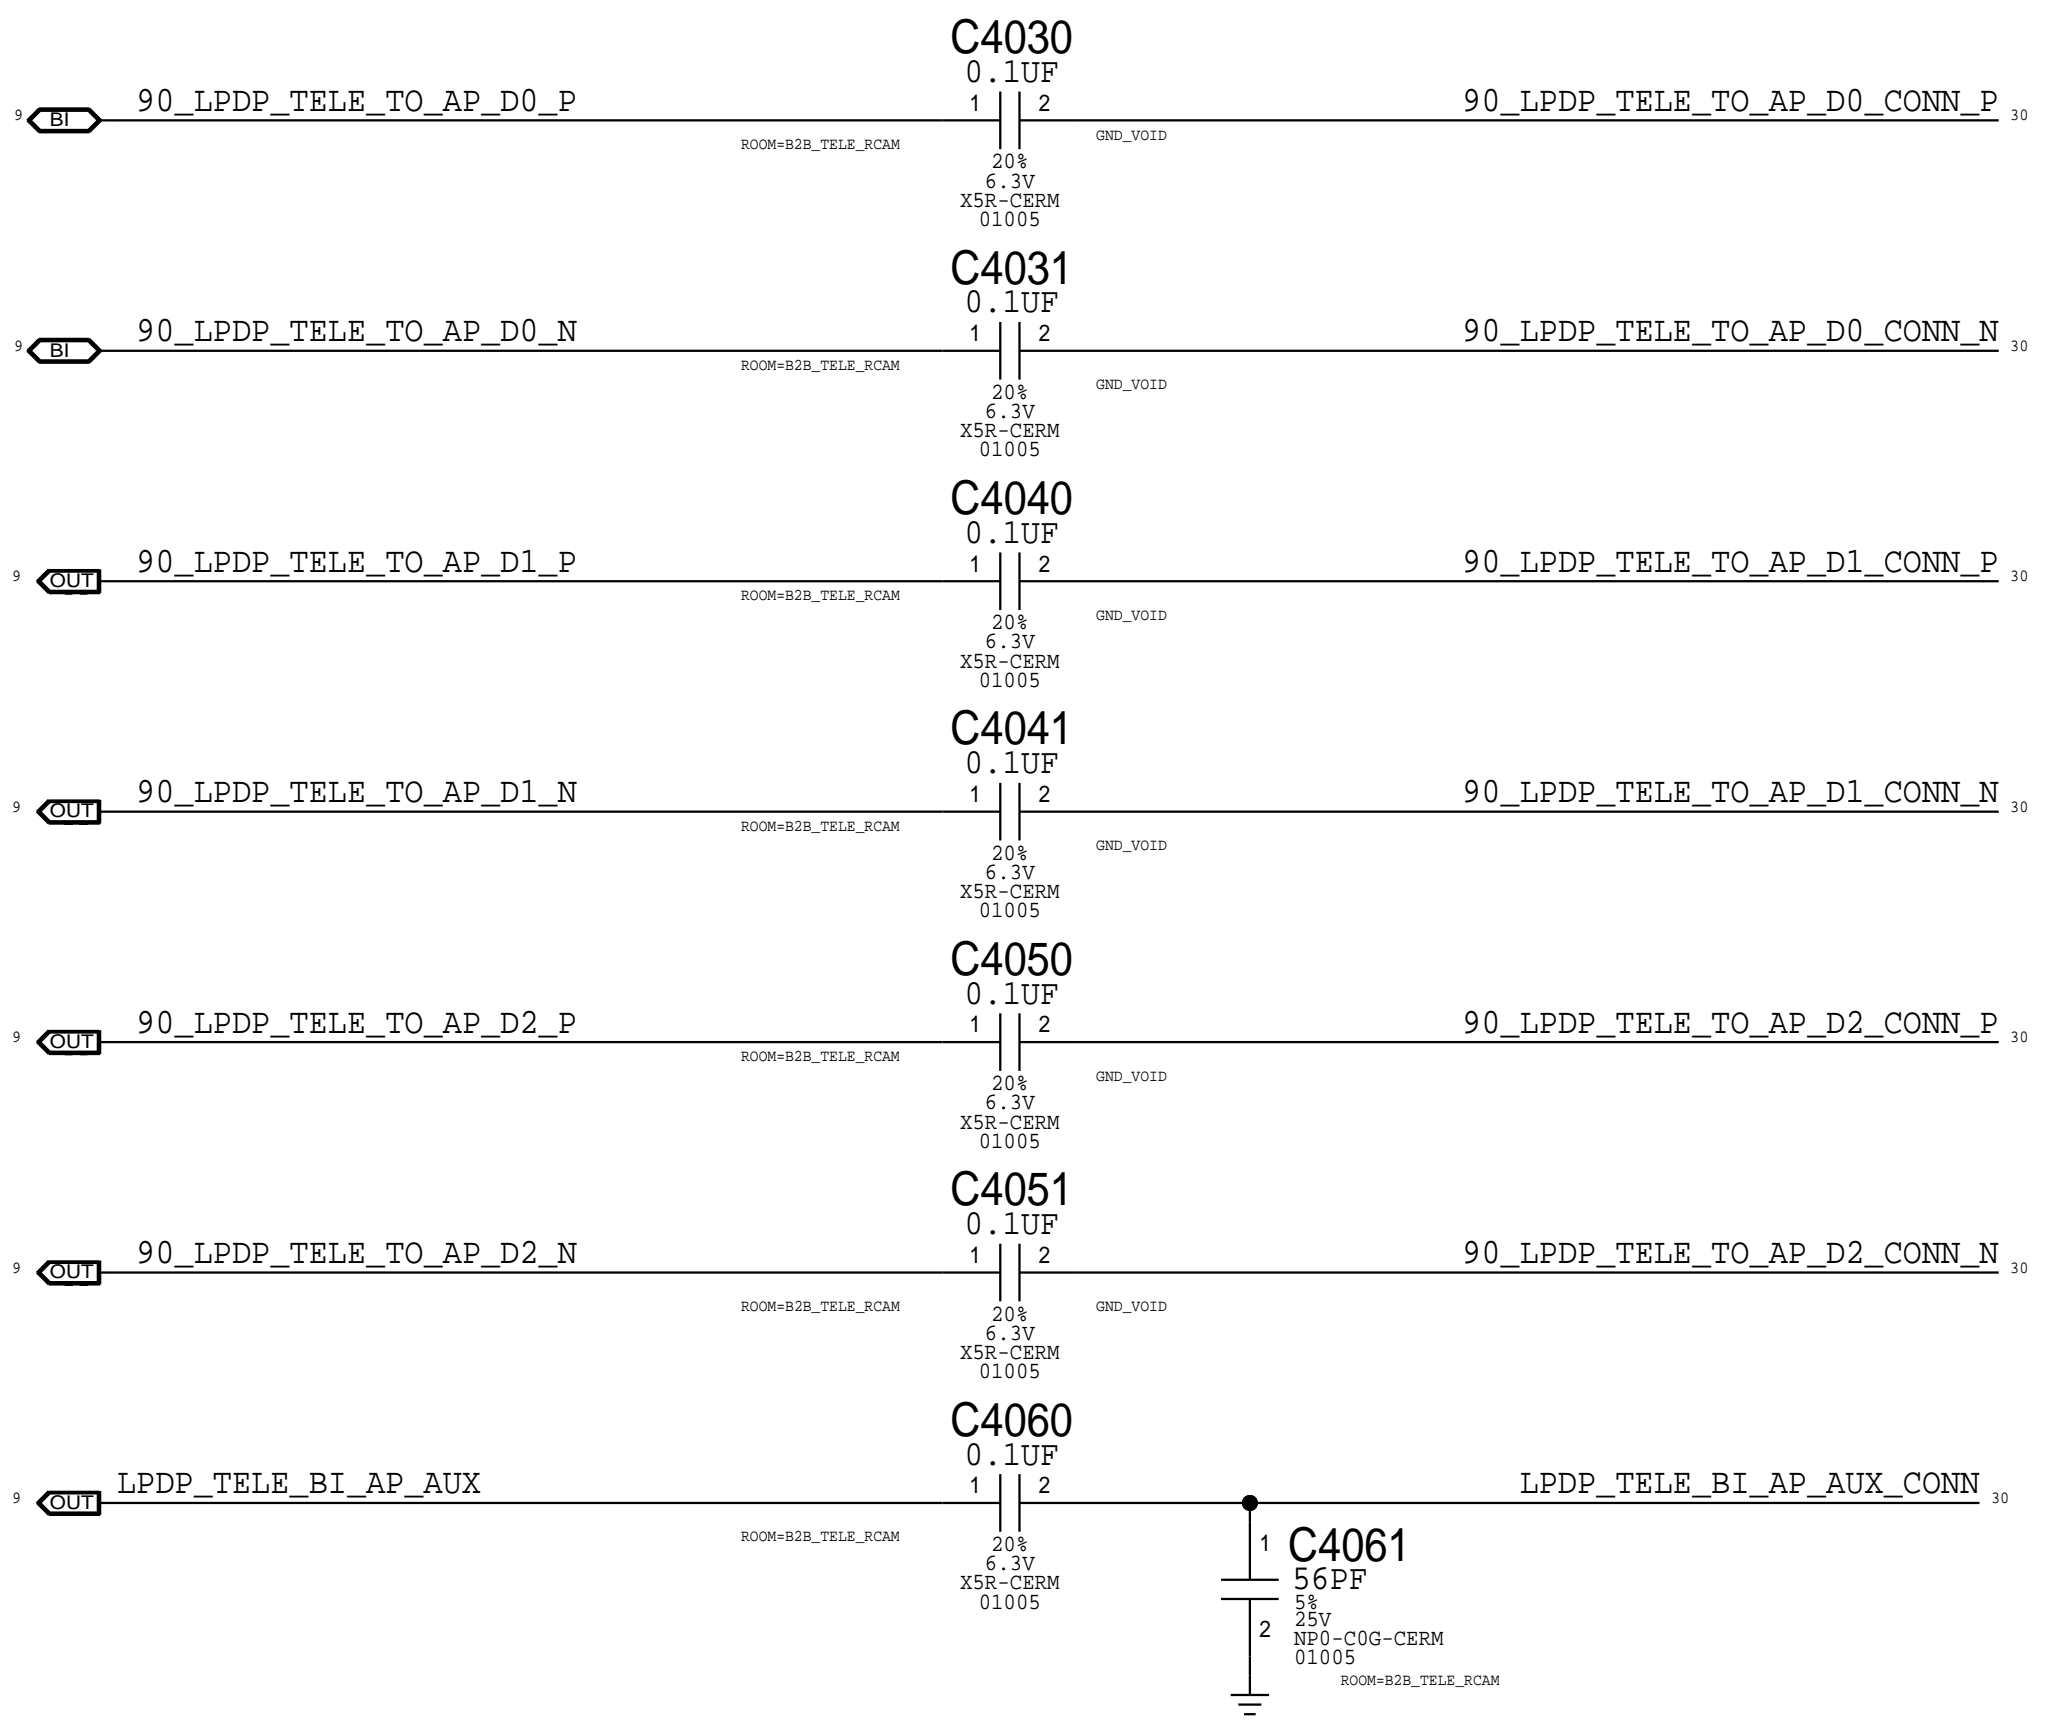 C4030
0.1UF
9 BI 90_LPDP_TELE_TO_AP_D0_P 1 2 90_LPDP_TELE_TO_AP_D0_CONN_P 30
ROOM=B2B_TELE_RCAM GND_VOID
20%
6.3V
X5R-CERM
01005
C4031
0.1UF
9 BI 90_LPDP_TELE_TO_AP_D0_N 1 2 90_LPDP_TELE_TO_AP_D0_CONN_N 30
ROOM=B2B_TELE_RCAM GND_VOID
20%
6.3V
X5R-CERM
01005
C4040
0.1UF
9 OUT 90_LPDP_TELE_TO_AP_D1_P 1 2 90_LPDP_TELE_TO_AP_D1_CONN_P 30
ROOM=B2B_TELE_RCAM GND_VOID
20%
6.3V
X5R-CERM
01005
C4041
0.1UF
9 OUT 90_LPDP_TELE_TO_AP_D1_N 1 2 90_LPDP_TELE_TO_AP_D1_CONN_N 30
ROOM=B2B_TELE_RCAM GND_VOID
20%
6.3V
X5R-CERM
01005
C4050
0.1UF
9 OUT 90_LPDP_TELE_TO_AP_D2_P 1 2 90_LPDP_TELE_TO_AP_D2_CONN_P 30
ROOM=B2B_TELE_RCAM GND_VOID
20%
6.3V
X5R-CERM
01005
C4051
0.1UF
9 OUT 90_LPDP_TELE_TO_AP_D2_N 1 2 90_LPDP_TELE_TO_AP_D2_CONN_N 30
ROOM=B2B_TELE_RCAM GND_VOID
20%
6.3V
X5R-CERM
01005
C4060
0.1UF
9 OUT LPDP_TELE_BI_AP_AUX 1 2 LPDP_TELE_BI_AP_AUX_CONN 30
ROOM=B2B_TELE_RCAM
20%
6.3V
X5R-CERM
01005
1 C4061
56PF
5%
25V
2 NP0-C0G-CERM
01005
ROOM=B2B_TELE_RCAM